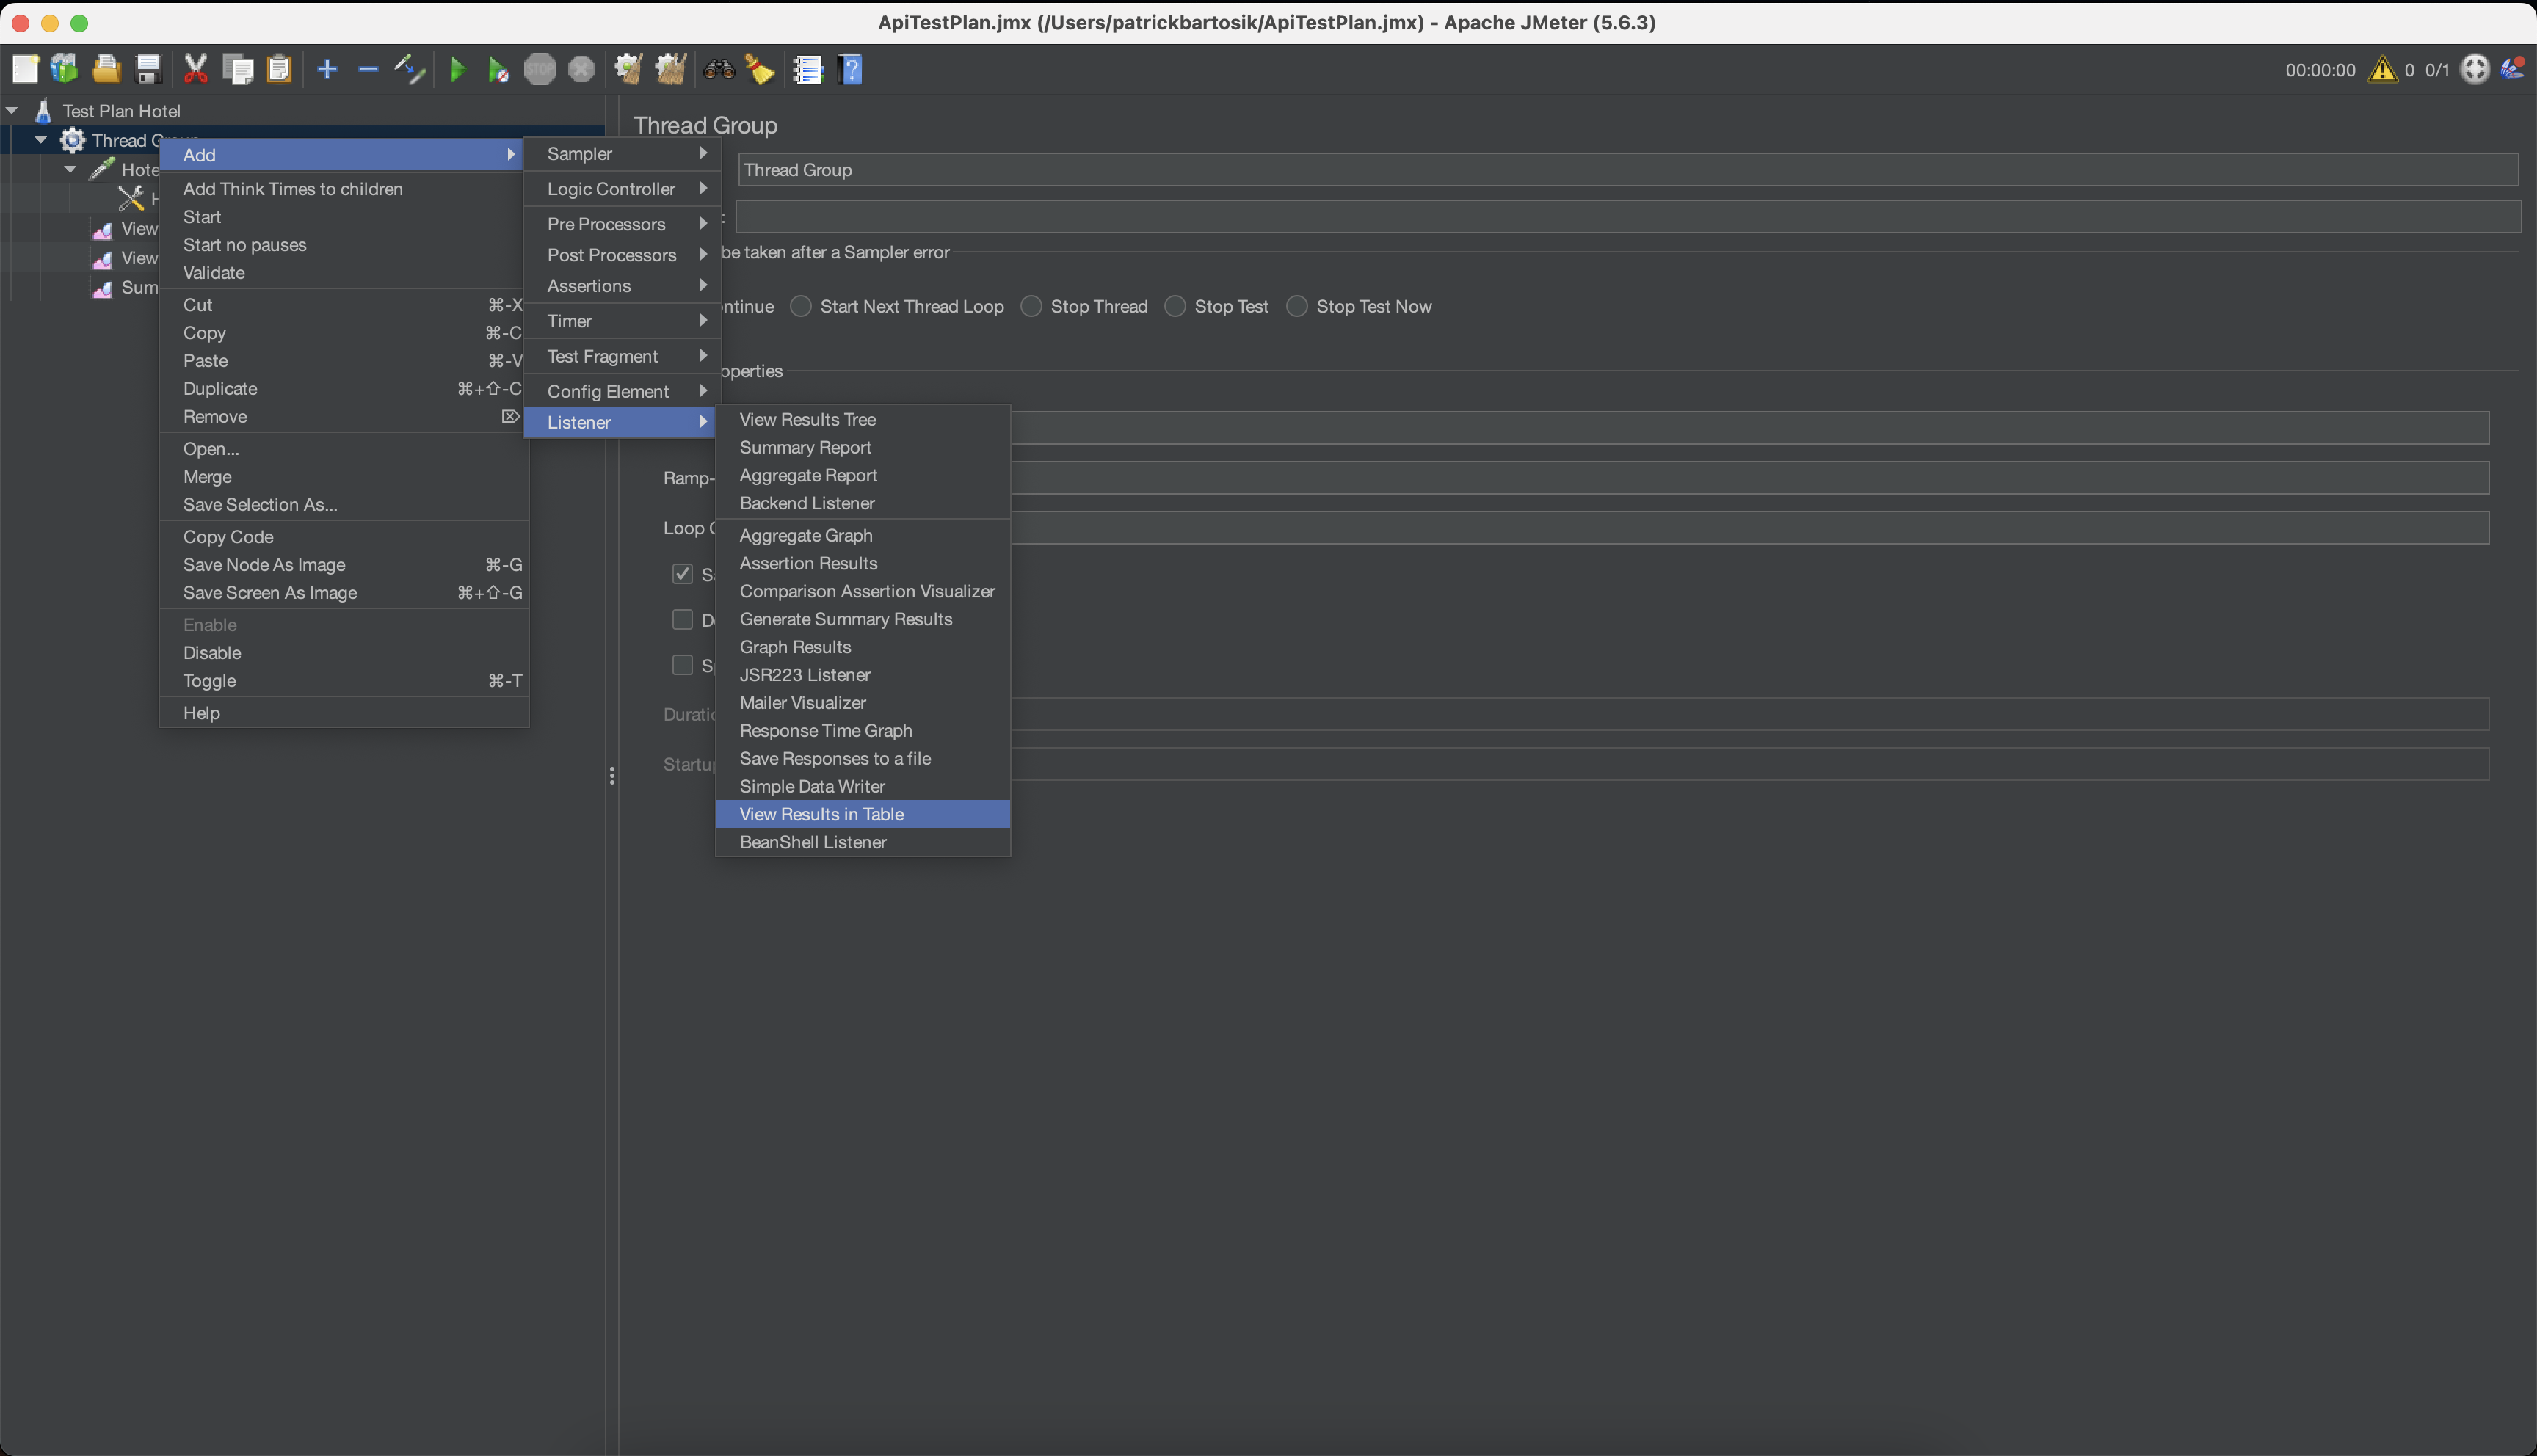 ApiTestPlan.jmx (/Users/patrickbartosik/ApiTestPlan.jmx) - Apache JMeter (5.6.3)
STOP
00:00:00 0 0/1
Test Plan Hotel
Thread
Hote
View
View
Sum
Add
Add Think Times to children
Start
Start no pauses
Validate
Cut ⌘-X
Copy ⌘-C
Paste ⌘-V
Duplicate ⌘+⇧-C
Remove ⌦
Open...
Merge
Save Selection As...
Copy Code
Save Node As Image ⌘-G
Save Screen As Image ⌘+⇧-G
Enable
Disable
Toggle ⌘-T
Help
Sampler
Logic Controller
Pre Processors
Post Processors
Assertions
Timer
Test Fragment
Config Element
Listener
View Results Tree
Summary Report
Aggregate Report
Backend Listener
Aggregate Graph
Assertion Results
Comparison Assertion Visualizer
Generate Summary Results
Graph Results
JSR223 Listener
Mailer Visualizer
Response Time Graph
Save Responses to a file
Simple Data Writer
View Results in Table
BeanShell Listener
Thread Group
Thread Group
:
be taken after a Sampler error
ntinue Start Next Thread Loop Stop Thread Stop Test Stop Test Now
operties
Ramp-
Loop
S
D
S
Durati
Startu